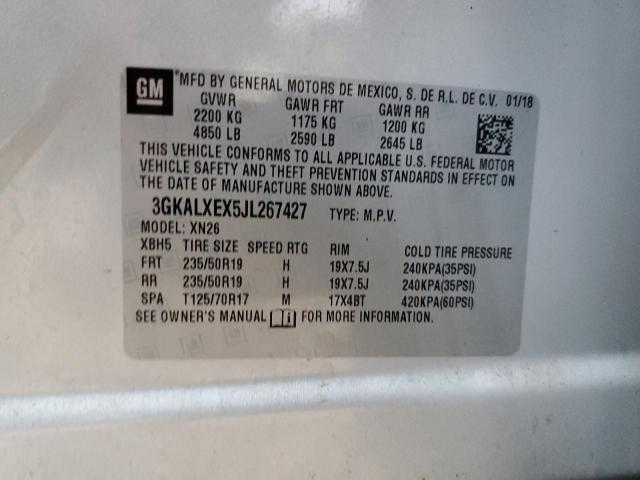 GM
*MFD BY GENERAL MOTORS DE MEXICO, S. DE R.L. DE C.V. 01/18
GVWR GAWR FRT GAWR RR
2200 KG 1175 KG 1200 KG
4850 LB 2590 LB 2645 LB
THIS VEHICLE CONFORMS TO ALL APPLICABLE U.S. FEDERAL MOTOR
VEHICLE SAFETY AND THEFT PREVENTION STANDARDS IN EFFECT ON
THE DATE OF MANUFACTURE SHOWN ABOVE.
3GKALXEX5JL267427 TYPE: M.P.V.
MODEL: XN26
XBH5 TIRE SIZE SPEED RTG RIM COLD TIRE PRESSURE
FRT 235/50R19 H 19X7.5J 240KPA(35PSI)
RR 235/50R19 H 19X7.5J 240KPA(35PSI)
SPA T125/70R17 M 17X4BT 420KPA(60PSI)
SEE OWNER'S MANUAL FOR MORE INFORMATION.